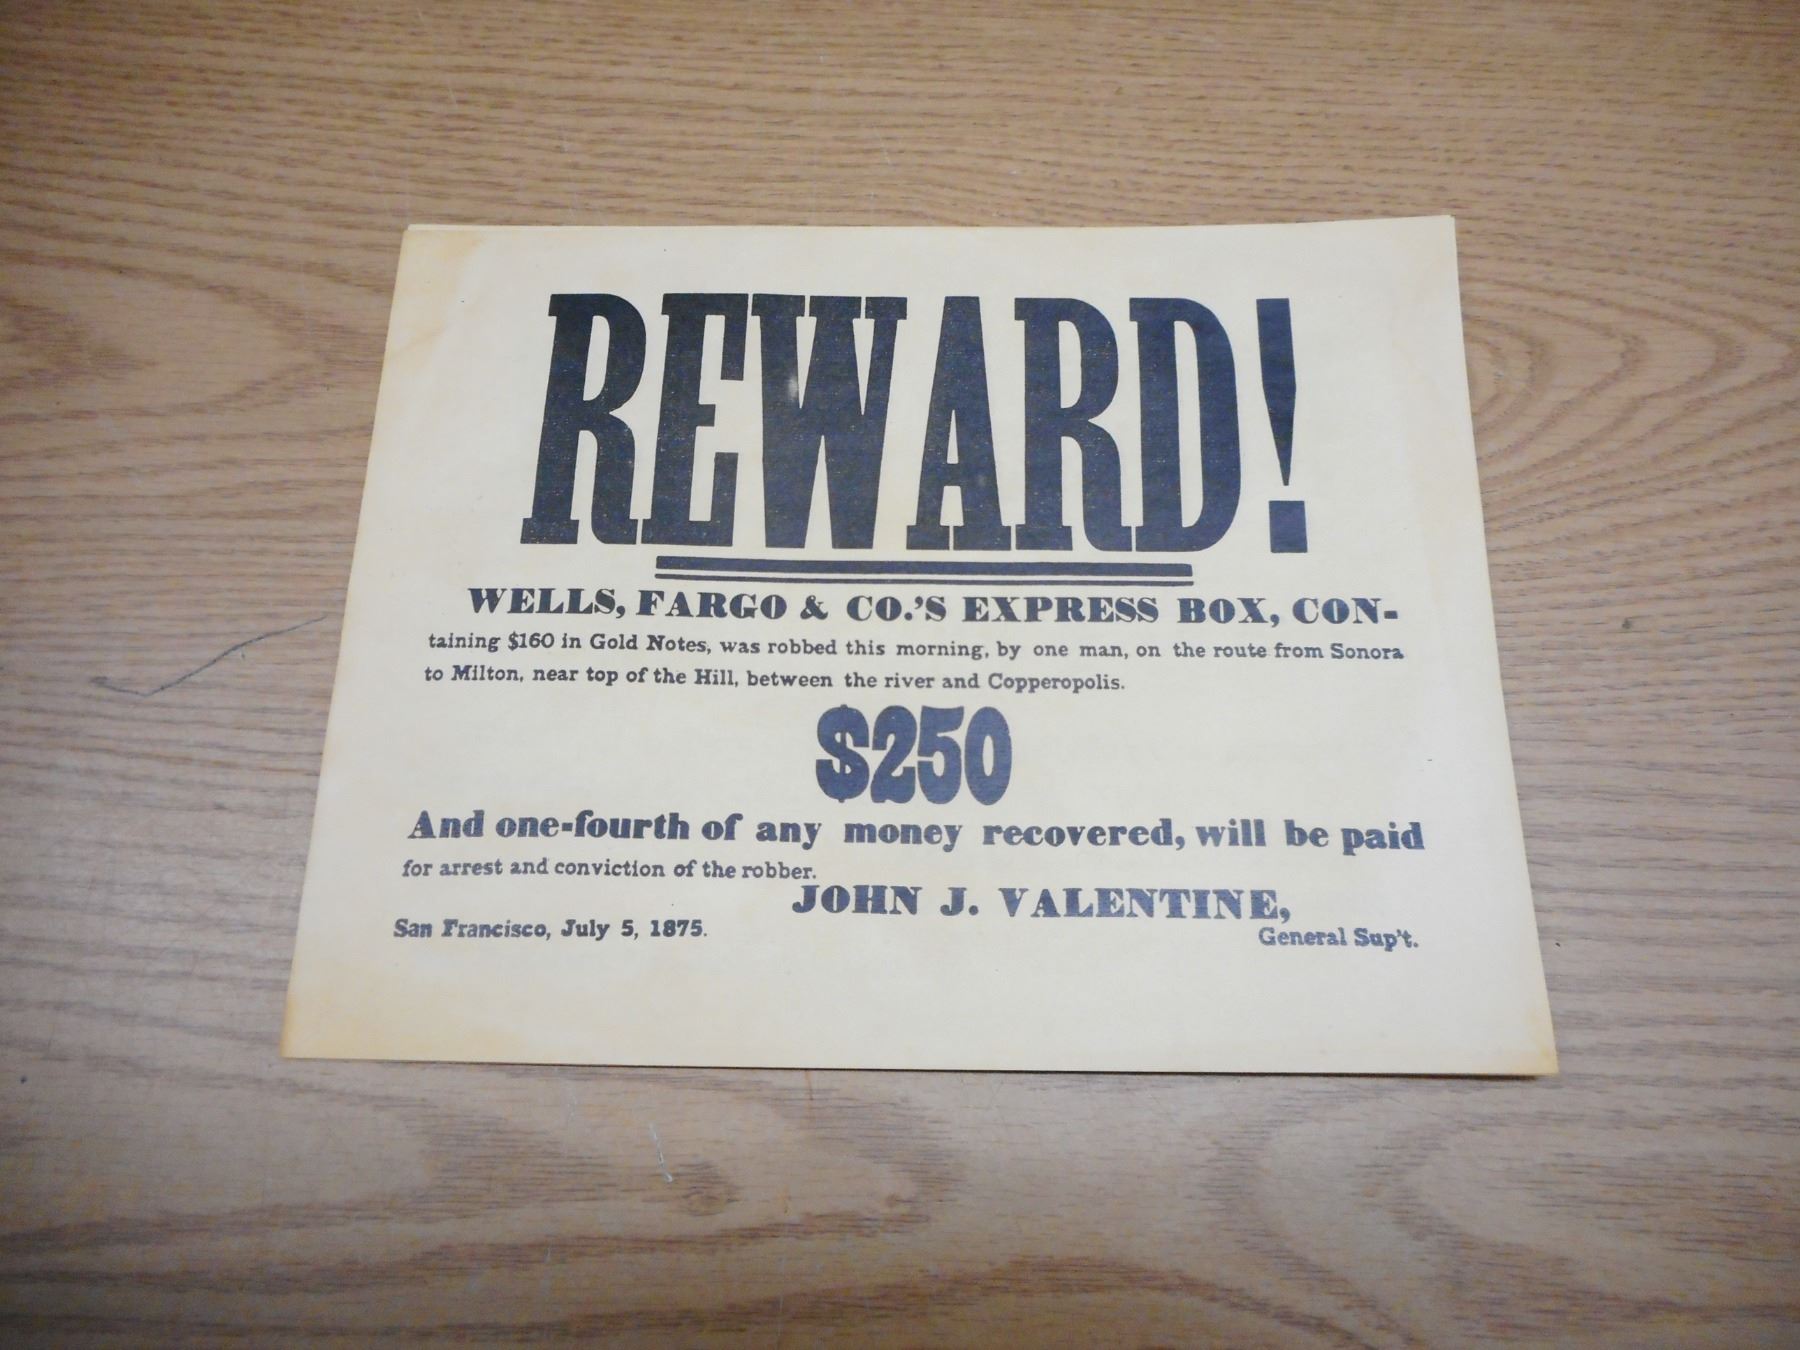 REWARD!
WELLS, FARGO & CO.'S EXPRESS BOX, CON-
taining $160 in Gold Notes, was robbed this morning, by one man, on the route from Sonora
to Milton, near top of the Hill, between the river and Copperopolis.
$250
And one-fourth of any money recovered, will be paid
for arrest and conviction of the robber.
JOHN J. VALENTINE,
San Francisco, July 5, 1875.
General Sup't.